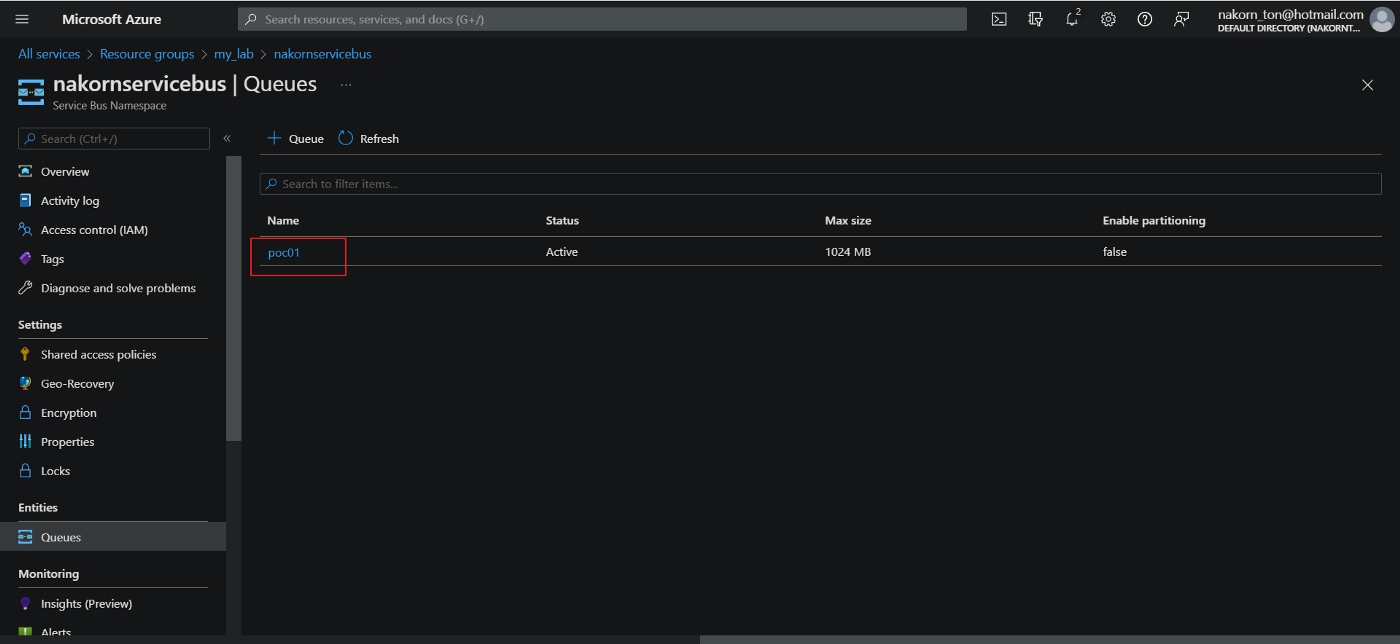 Microsoft Azure
Search resources, services, and docs (G+/)
2
nakorn_ton@hotmail.com
DEFAULT DIRECTORY (NAKORNT...
All services > Resource groups > my_lab > nakornservicebus
nakornservicebus | Queues ...
Service Bus Namespace
Search (Ctrl+/)
«
Overview
Activity log
Access control (IAM)
Tags
Diagnose and solve problems
Settings
Shared access policies
Geo-Recovery
Encryption
Properties
Locks
Entities
Queues
Monitoring
Insights (Preview)
Alerts
+ Queue Refresh
Search to filter items...
Name Status Max size Enable partitioning
poc01 Active 1024 MB false